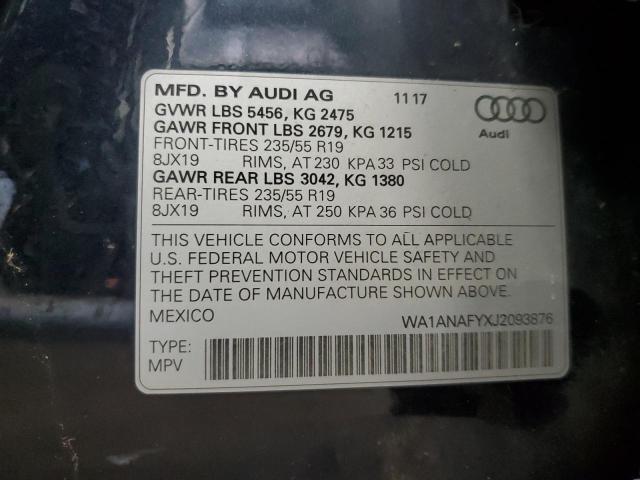 MFD. BY AUDI AG 11 17
GVWR LBS 5456, KG 2475
GAWR FRONT LBS 2679, KG 1215
FRONT-TIRES 235/55 R19
8JX19 RIMS, AT 230 KPA 33 PSI COLD
GAWR REAR LBS 3042, KG 1380
REAR-TIRES 235/55 R19
8JX19 RIMS, AT 250 KPA 36 PSI COLD
Audi
THIS VEHICLE CONFORMS TO ALL APPLICABLE
U.S. FEDERAL MOTOR VEHICLE SAFETY AND
THEFT PREVENTION STANDARDS IN EFFECT ON
THE DATE OF MANUFACTURE SHOWN ABOVE.
MEXICO WA1ANAFYXJ2093876
TYPE:
MPV